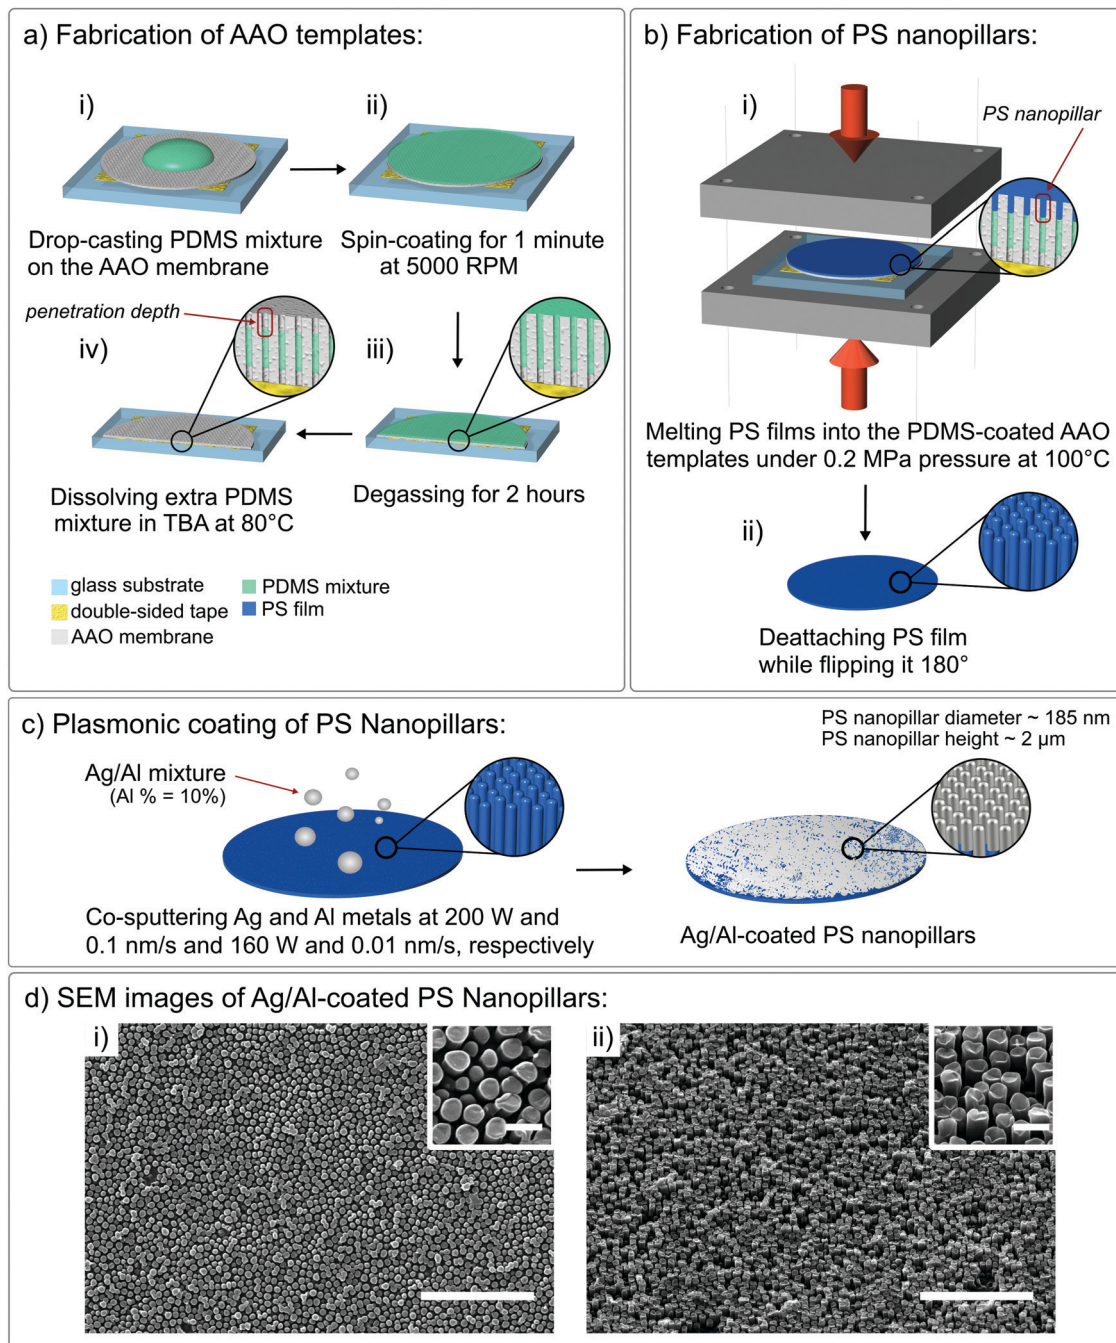 a) Fabrication of AAO templates:
i)
ii)
Drop-casting PDMS mixture
on the AAO membrane
Spin-coating for 1 minute
at 5000 RPM
penetration depth
iv)
iii)
Dissolving extra PDMS
mixture in TBA at 80°C
Degassing for 2 hours
glass substrate
PDMS mixture
double-sided tape
PS film
AAO membrane
b) Fabrication of PS nanopillars:
i)
PS nanopillar
Melting PS films into the PDMS-coated AAO
templates under 0.2 MPa pressure at 100°C
ii)
Deattaching PS film
while flipping it 180°
c) Plasmonic coating of PS Nanopillars:
PS nanopillar diameter ~ 185 nm
PS nanopillar height ~ 2 µm
Ag/Al mixture
(Al % = 10%)
Co-sputtering Ag and Al metals at 200 W and
0.1 nm/s and 160 W and 0.01 nm/s, respectively
Ag/Al-coated PS nanopillars
d) SEM images of Ag/Al-coated PS Nanopillars:
i)
ii)